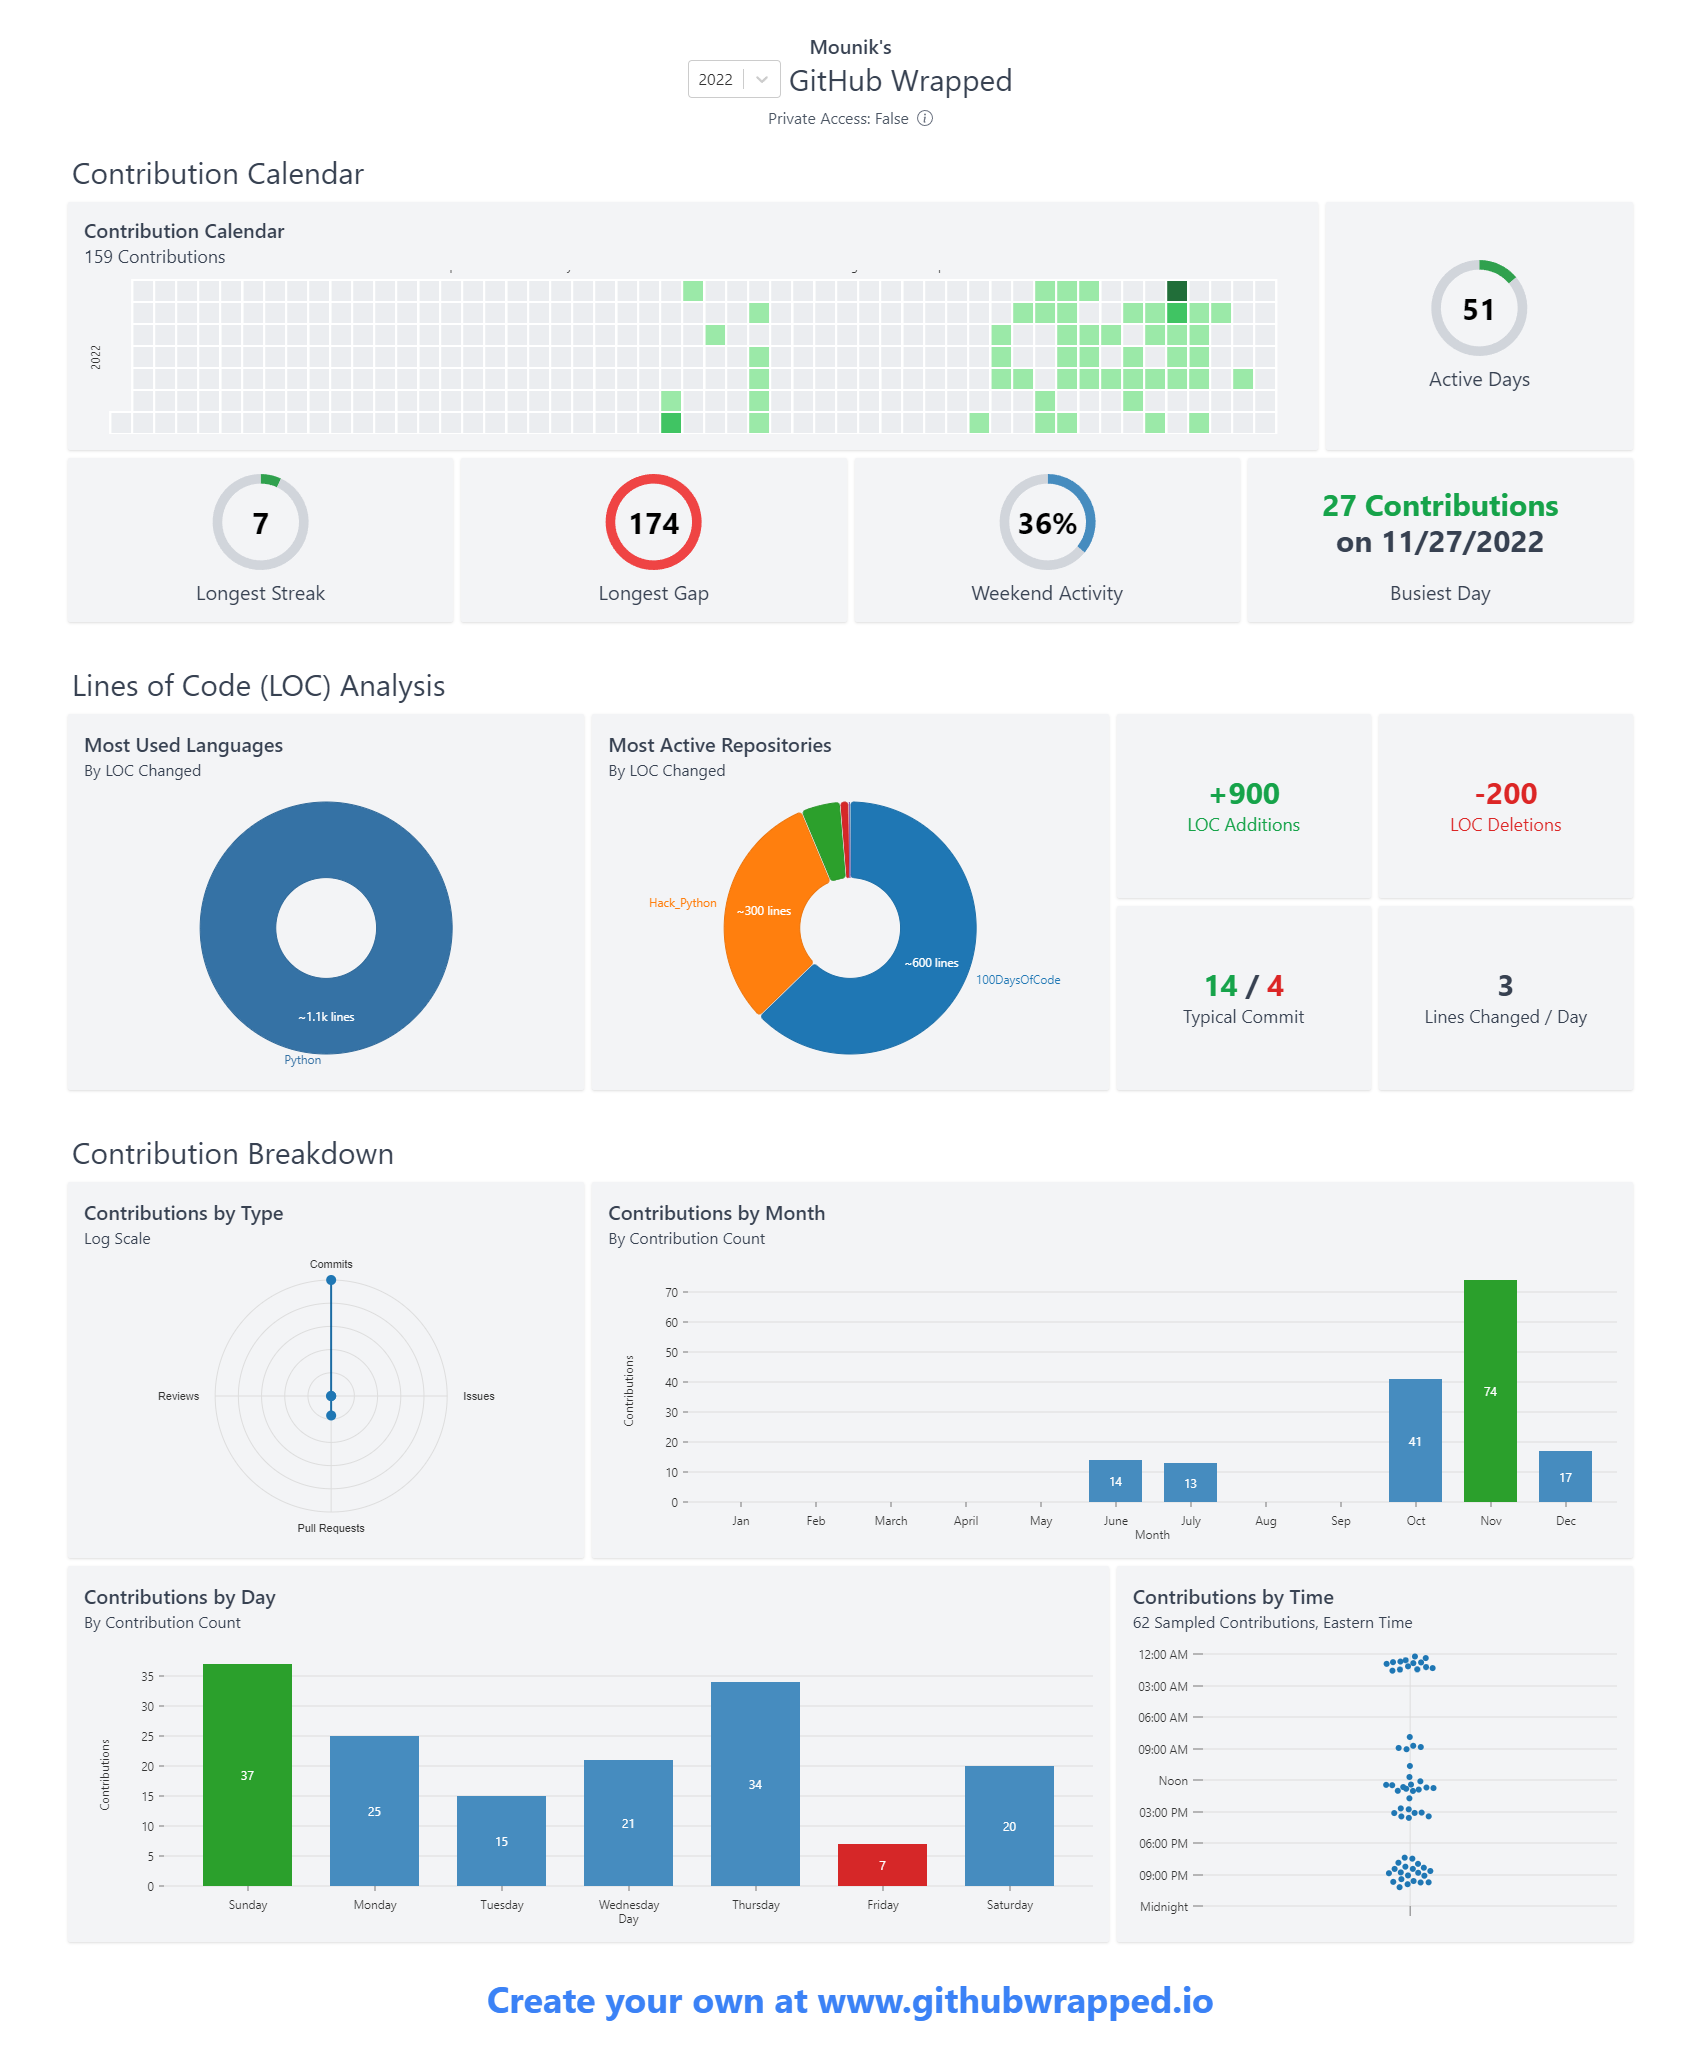 Mounik's
2022
GitHub Wrapped
Private Access: False
Contribution Calendar
Contribution Calendar
159 Contributions
2022
51
Active Days
7
Longest Streak
174
Longest Gap
36%
Weekend Activity
27 Contributions
on 11/27/2022
Busiest Day
Lines of Code (LOC) Analysis
Most Used Languages
By LOC Changed
~1.1k lines
Python
Most Active Repositories
By LOC Changed
Hack_Python
~300 lines
~600 lines
100DaysOfCode
+900
LOC Additions
-200
LOC Deletions
14 / 4
Typical Commit
3
Lines Changed / Day
Contribution Breakdown
Contributions by Type
Log Scale
Commits
Reviews
Issues
Pull Requests
Contributions by Month
By Contribution Count
Contributions
70
60
50
40
30
20
10
0
14
13
41
74
17
Jan
Feb
March
April
May
June
July
Aug
Sep
Oct
Nov
Dec
Month
Contributions by Day
By Contribution Count
Contributions
35
30
25
20
15
10
5
0
37
25
15
21
34
7
20
Sunday
Monday
Tuesday
Wednesday
Thursday
Friday
Saturday
Day
Contributions by Time
62 Sampled Contributions, Eastern Time
12:00 AM
03:00 AM
06:00 AM
09:00 AM
Noon
03:00 PM
06:00 PM
09:00 PM
Midnight
Create your own at www.githubwrapped.io